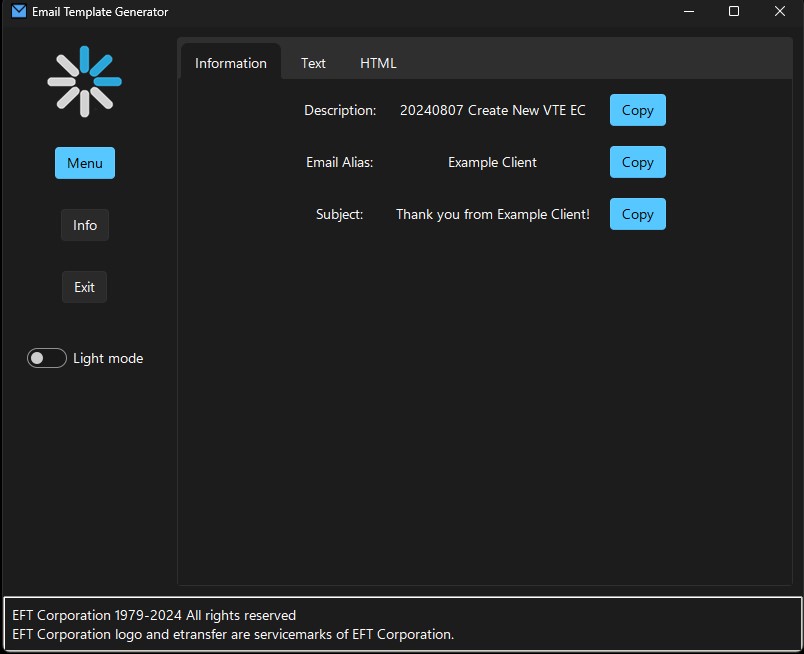 Email Template Generator
Information Text HTML
Description: 20240807 Create New VTE EC Copy
Menu
Email Alias: Example Client Copy
Subject: Thank you from Example Client! Copy
Info
Exit
Light mode
EFT Corporation 1979-2024 All rights reserved
EFT Corporation logo and etransfer are servicemarks of EFT Corporation.